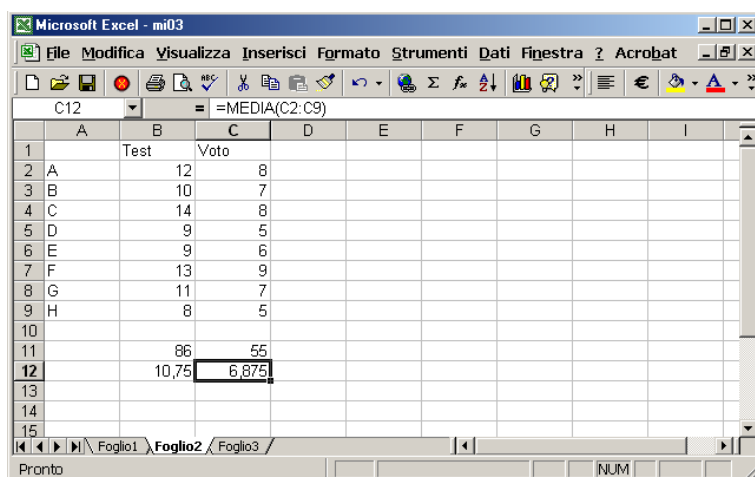 Microsoft Excel - mi03
File Modifica Visualizza Inserisci Formato Strumenti Dati Finestra ? Acrobat
C12 = =MEDIA(C2:C9)
A B C D E F G H I
1 Test Voto
2 A 12 8
3 B 10 7
4 C 14 8
5 D 9 5
6 E 9 6
7 F 13 9
8 G 11 7
9 H 8 5
10
11 86 55
12 10,75 6,875
13
14
15
Foglio1 Foglio2 Foglio3
Pronto NUM